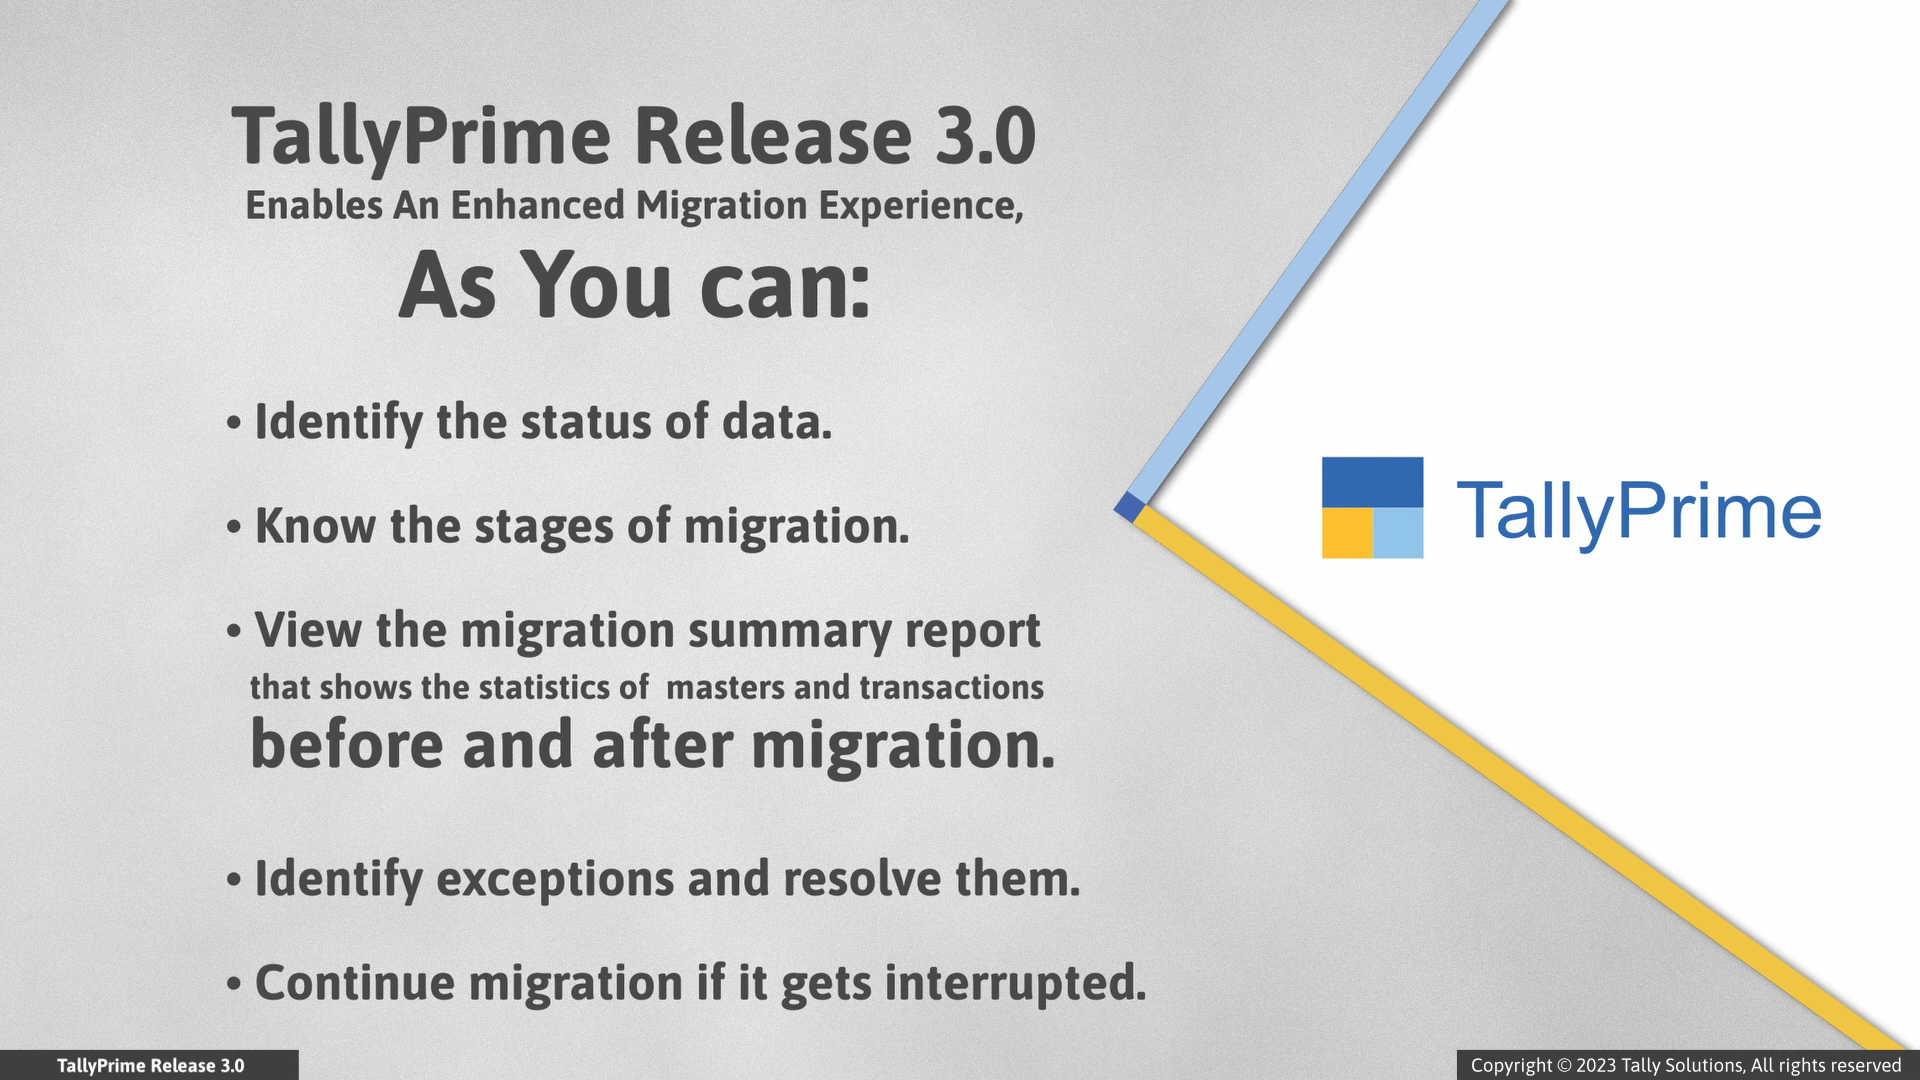 TallyPrime Release 3.0
Enables An Enhanced Migration Experience,
As You can:
• Identify the status of data.
• Know the stages of migration.
• View the migration summary report
that shows the statistics of masters and transactions
before and after migration.
• Identify exceptions and resolve them.
• Continue migration if it gets interrupted.
TallyPrime
TallyPrime Release 3.0
Copyright © 2023 Tally Solutions, All rights reserved